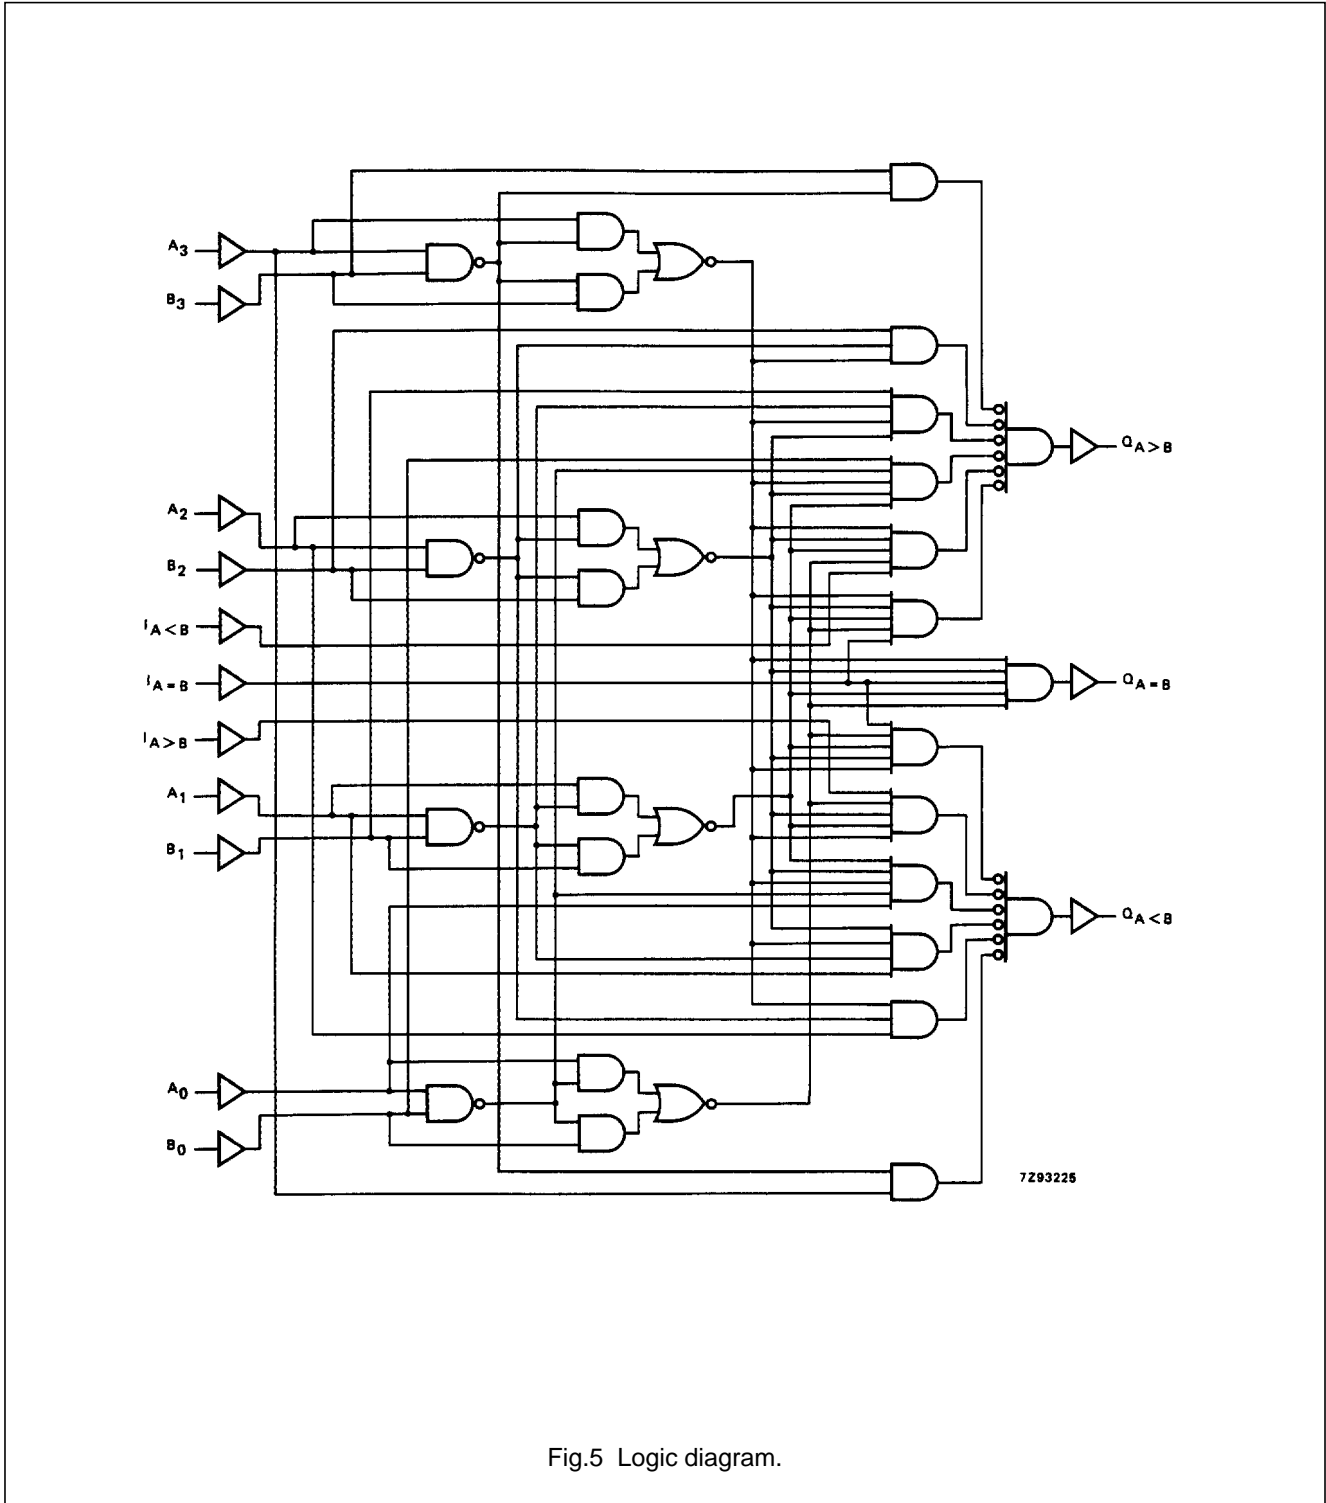 A3
B3
QA>B
A2
B2
IA<B
IA=B
QA=B
IA>B
A1
B1
QA<B
A0
B0
7Z93225
Fig.5 Logic diagram.